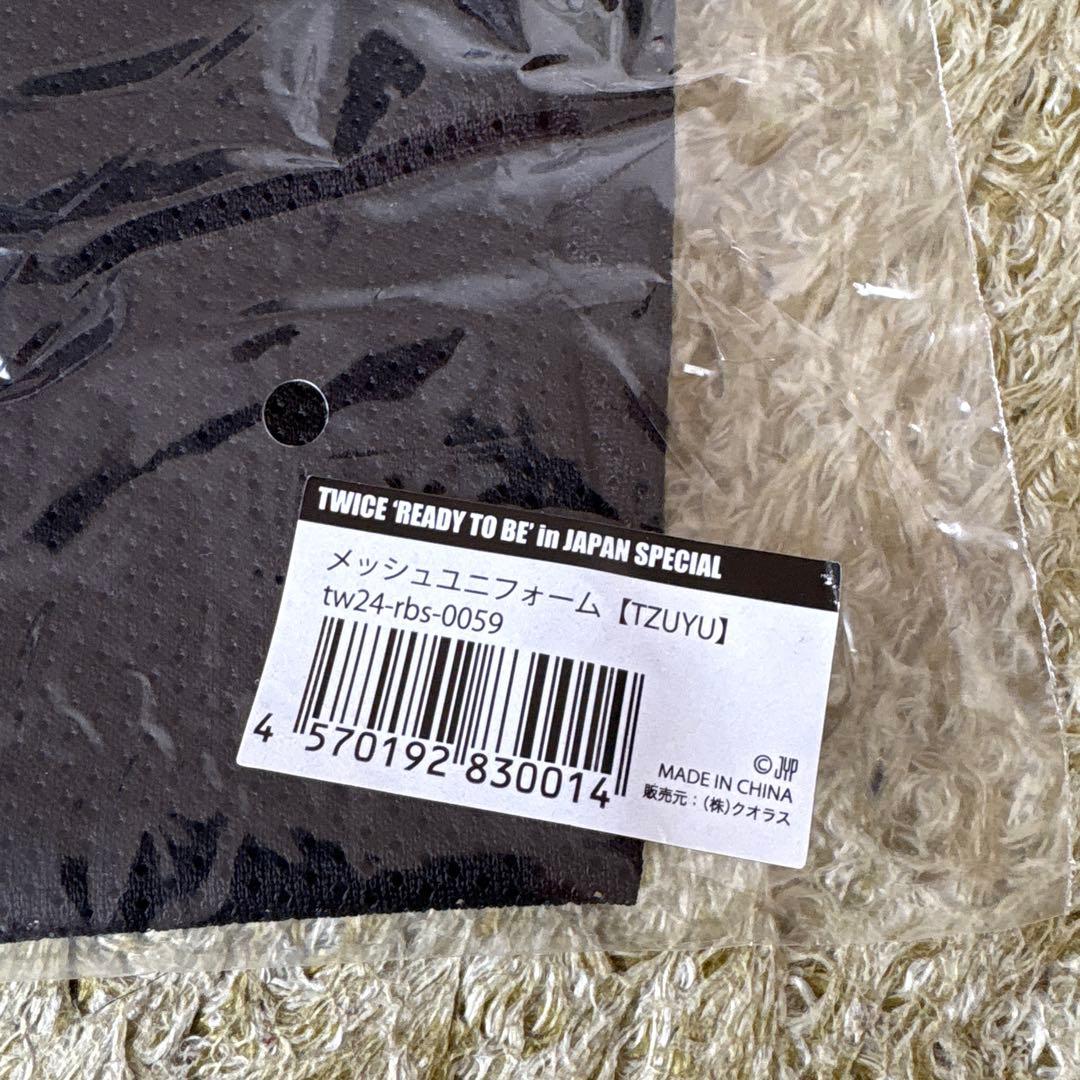 TWICE ‘READY TO BE’ in JAPAN SPECIAL
メッシュユニフォーム【TZUYU】
tw24-rbs-0059
4 570192 830014
© JYP
MADE IN CHINA
販売元：(株)クオラス